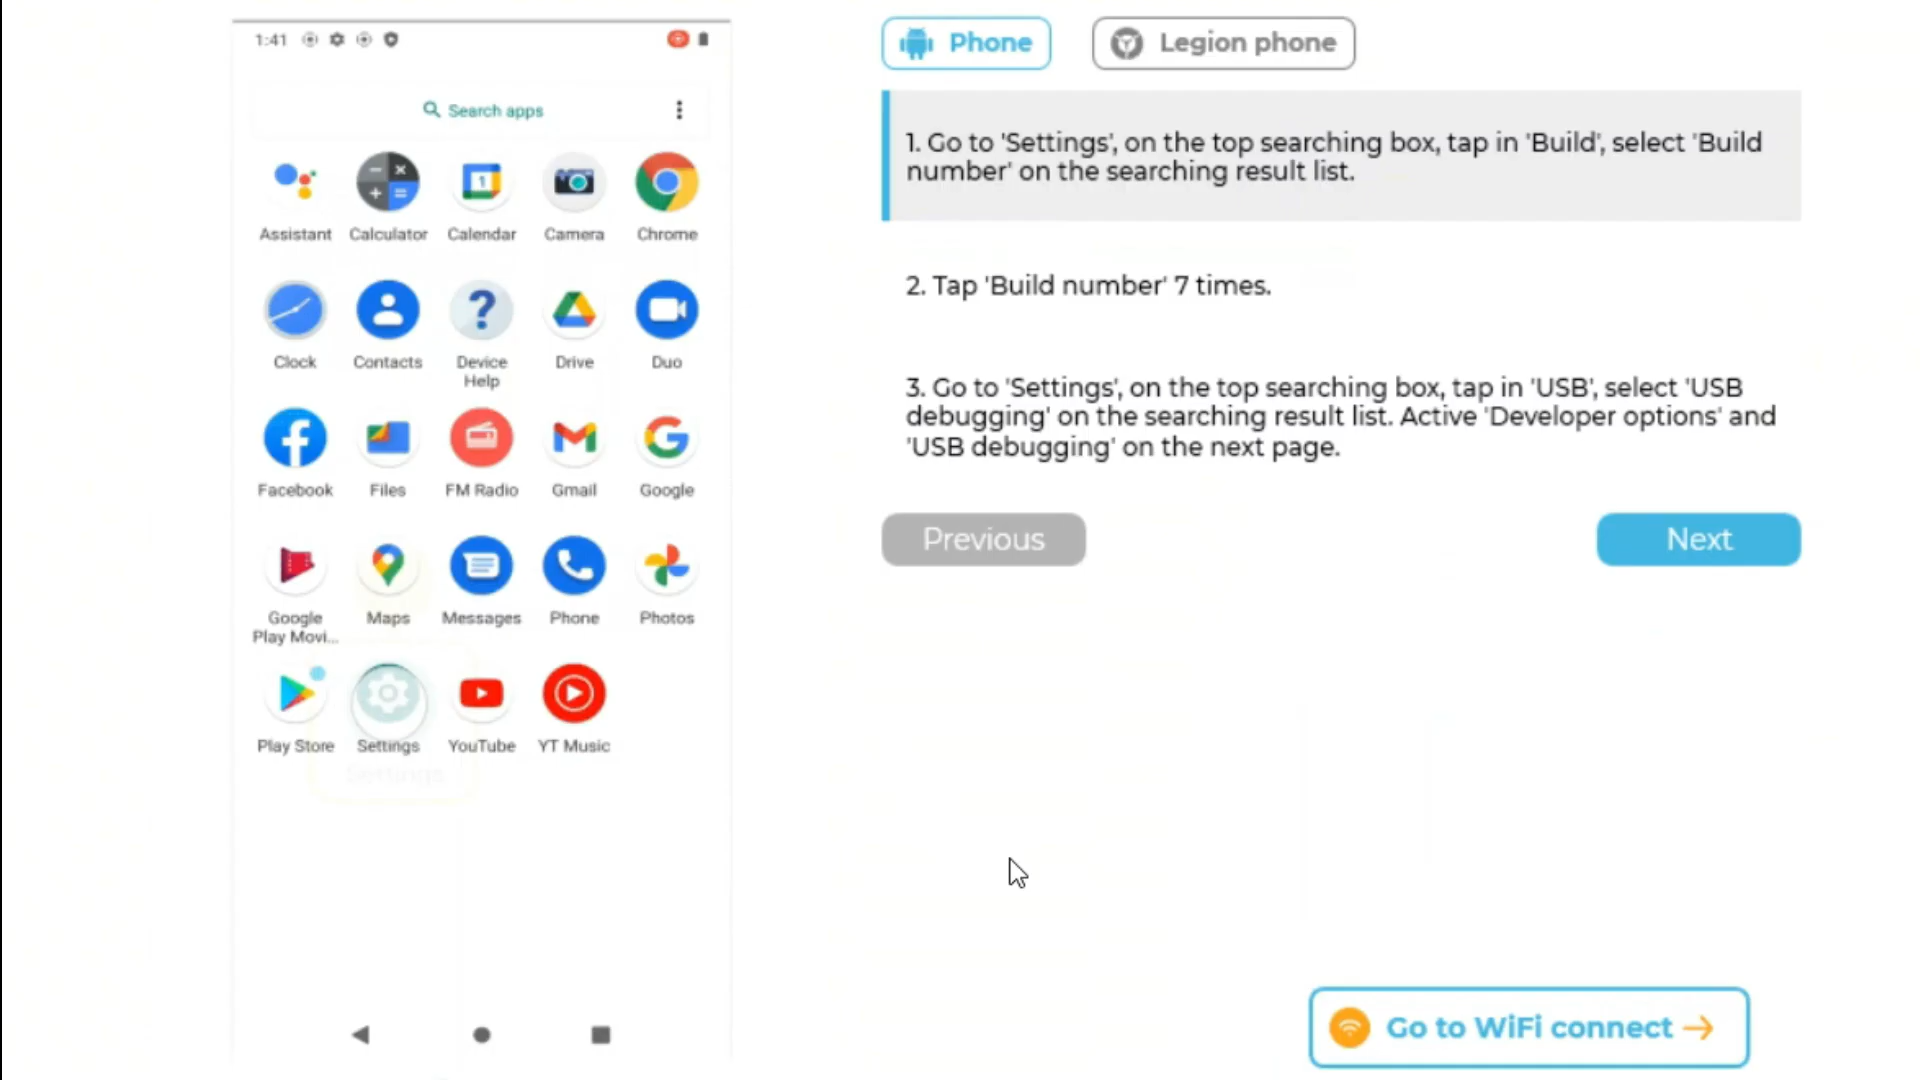 1:41
Search apps
Assistant Calculator Calendar Camera Chrome
Clock Contacts Device Help Drive Duo
Facebook Files FM Radio Gmail Google
Google Play Movi... Maps Messages Phone Photos
Play Store Settings YouTube YT Music
Settings
Phone
Legion phone
1. Go to 'Settings', on the top searching box, tap in 'Build', select 'Build
number' on the searching result list.
2. Tap 'Build number' 7 times.
3. Go to 'Settings', on the top searching box, tap in 'USB', select 'USB
debugging' on the searching result list. Active 'Developer options' and
'USB debugging' on the next page.
Previous
Next
Go to WiFi connect